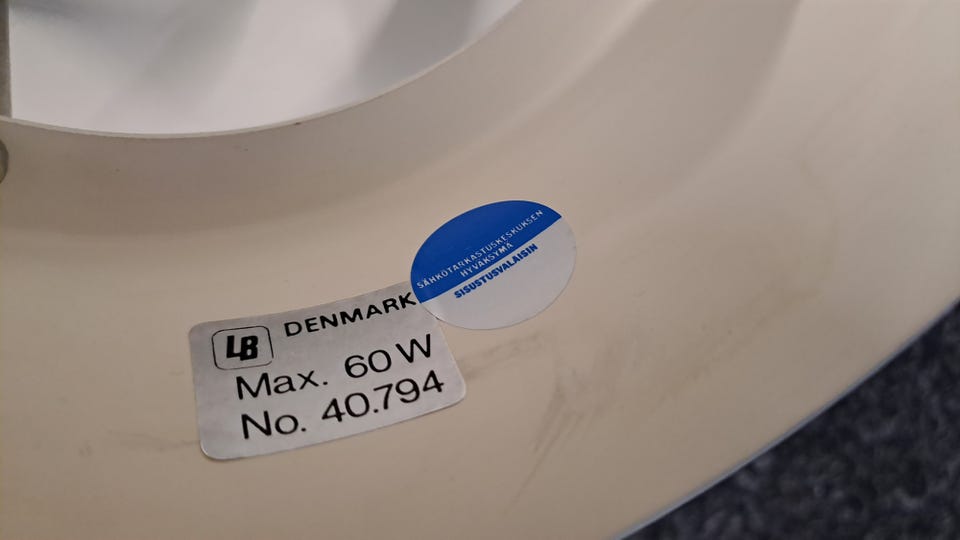 LB DENMARK
Max. 60 W
No. 40.794
SÄHKÖTARKASTUSKESKUKSEN
HYVÄKSYMÄ
SISUSTUSVALAISIN